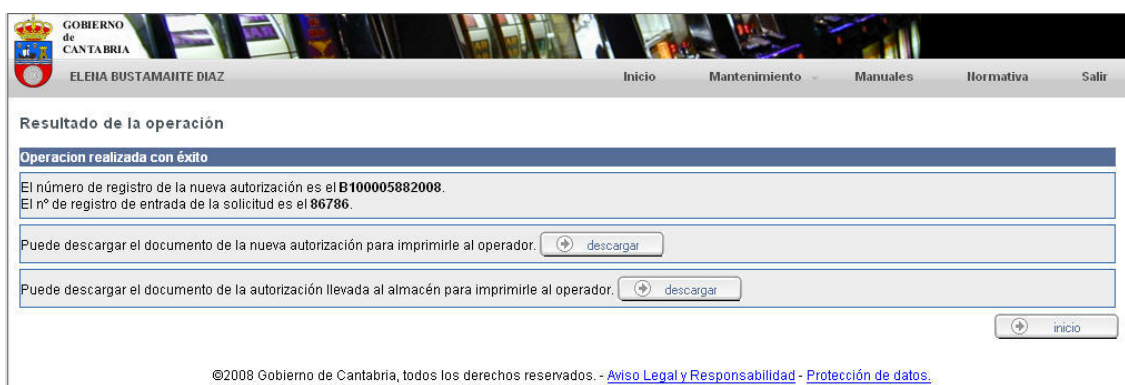 GOBIERNO
de
CANTABRIA
ELENA BUSTAMANTE DIAZ Inicio Mantenimiento Manuales Normativa Salir
Resultado de la operación
Operacion realizada con éxito
El número de registro de la nueva autorización es el B100005882008.
El nº de registro de entrada de la solicitud es el 86786.
Puede descargar el documento de la nueva autorización para imprimirle al operador. descargar
Puede descargar el documento de la autorización llevada al almacén para imprimirle al operador. descargar
inicio
©2008 Gobierno de Cantabria, todos los derechos reservados. - Aviso Legal y Responsabilidad - Protección de datos.